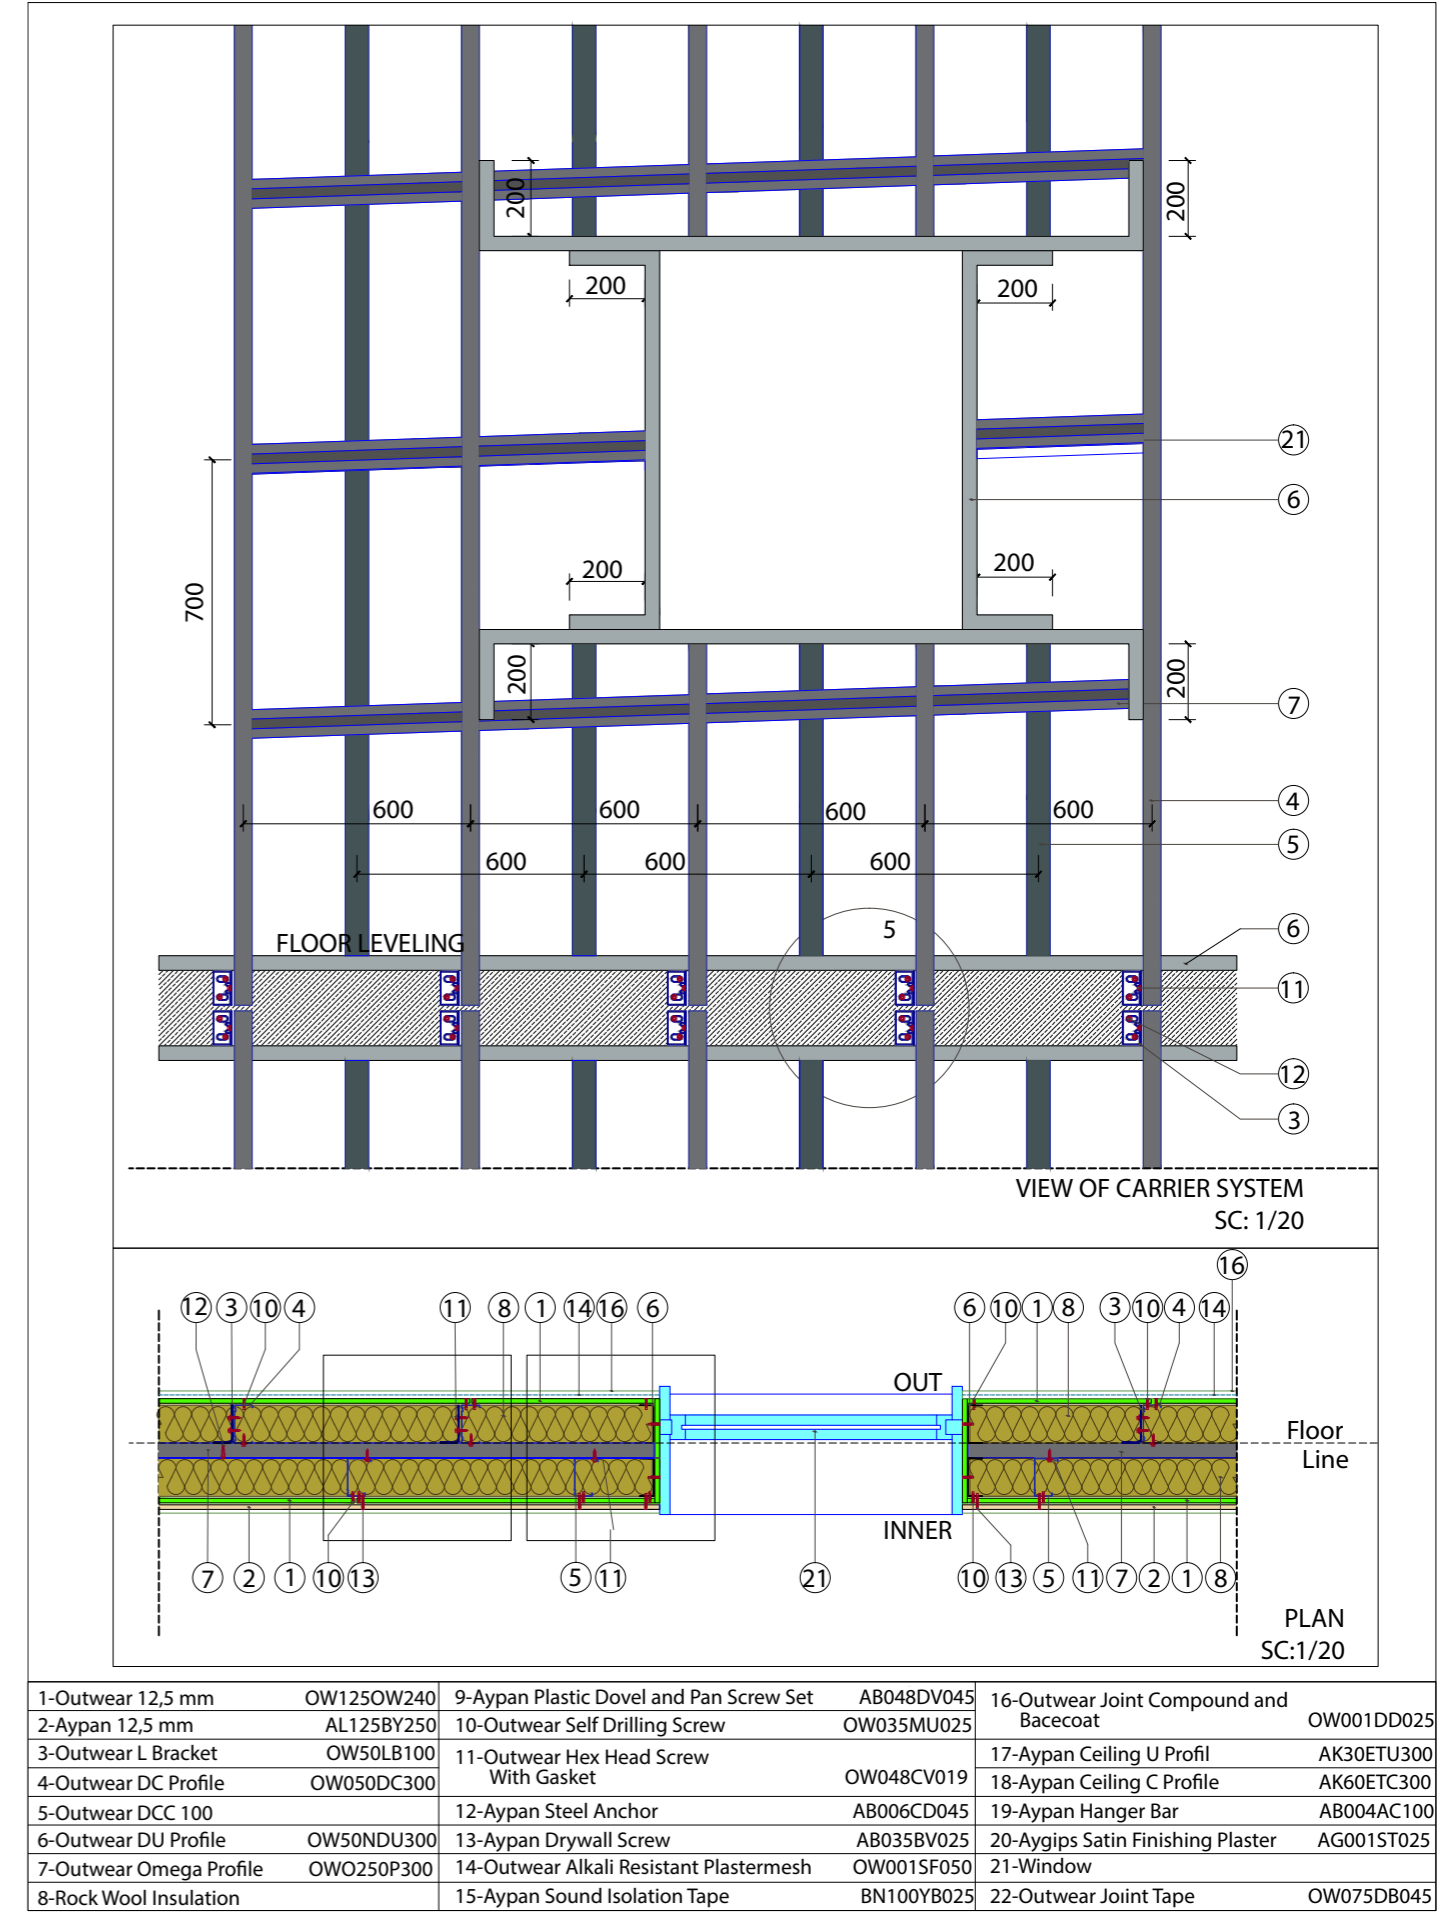 200
200
200
200
21
6
200
200
700
200
200
7
600
600
600
600
4
5
600
600
600
5
FLOOR LEVELING
6
11
12
3
VIEW OF CARRIER SYSTEM
SC: 1/20
16
12 3 10 4 11 8 1 14 16 6 6 10 1 8 3 10 4 14
OUT
Floor
Line
INNER
7 2 1 10 13 5 11 21 10 13 5 11 7 2 1 8
PLAN
SC:1/20
1-Outwear 12,5 mm OW125OW240
2-Aypan 12,5 mm AL125BY250
3-Outwear L Bracket OW50LB100
4-Outwear DC Profile OW050DC300
5-Outwear DCC 100
6-Outwear DU Profile OW50NDU300
7-Outwear Omega Profile OWO250P300
8-Rock Wool Insulation
9-Aypan Plastic Dovel and Pan Screw Set AB048DV045
10-Outwear Self Drilling Screw OW035MU025
11-Outwear Hex Head Screw
With Gasket OW048CV019
12-Aypan Steel Anchor AB006CD045
13-Aypan Drywall Screw AB035BV025
14-Outwear Alkali Resistant Plastermesh OW001SF050
15-Aypan Sound Isolation Tape BN100YB025
16-Outwear Joint Compound and
Bacecoat OW001DD025
17-Aypan Ceiling U Profil AK30ETU300
18-Aypan Ceiling C Profile AK60ETC300
19-Aypan Hanger Bar AB004AC100
20-Aygips Satin Finishing Plaster AG001ST025
21-Window
22-Outwear Joint Tape OW075DB045